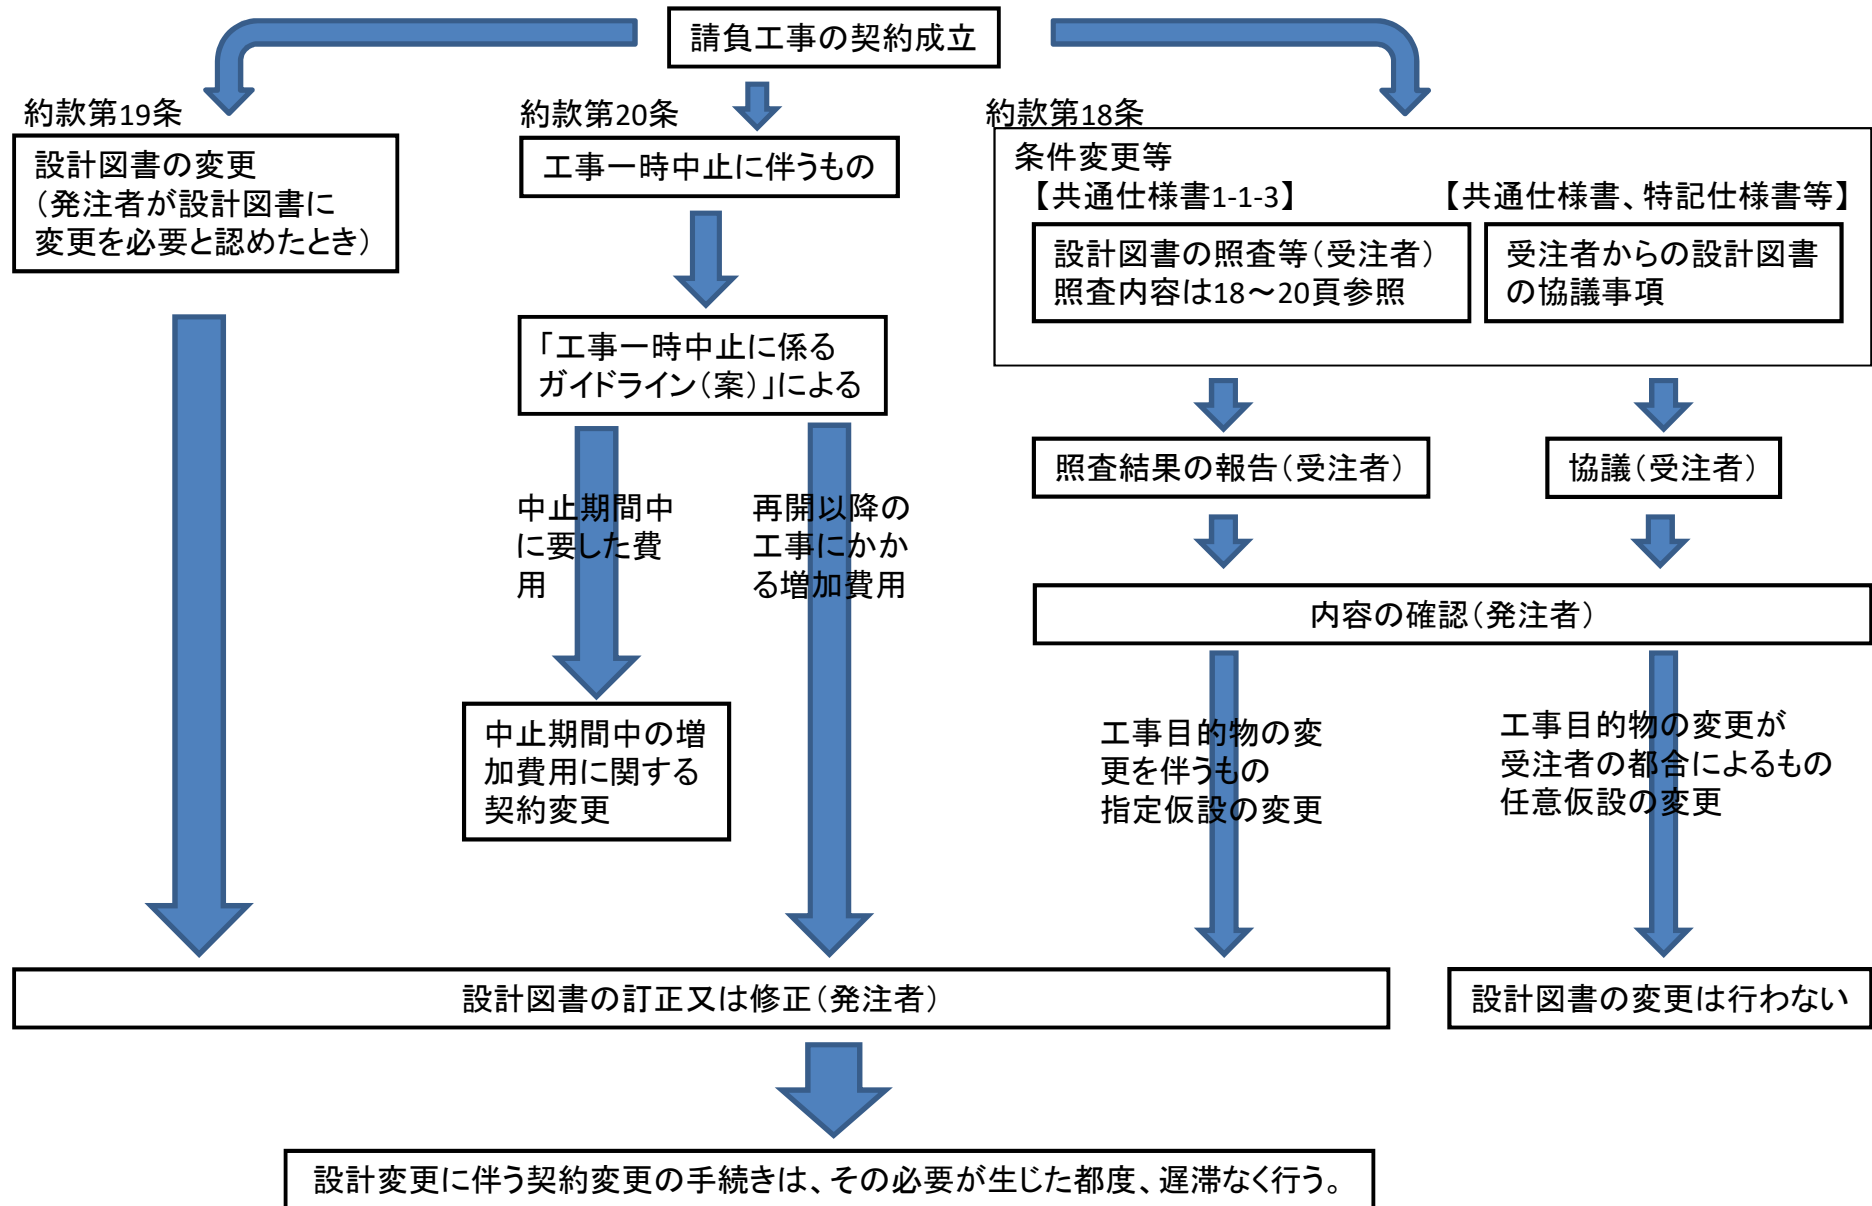 請負工事の契約成立
約款第19条
設計図書の変更
（発注者が設計図書に
変更を必要と認めたとき）
約款第20条
工事一時中止に伴うもの
「工事一時中止に係る
ガイドライン（案）」による
中止期間中
に要した費
用
再開以降の
工事にかか
る増加費用
中止期間中の増
加費用に関する
契約変更
約款第18条
条件変更等
【共通仕様書1-1-3】
【共通仕様書、特記仕様書等】
設計図書の照査等（受注者）
照査内容は18～20頁参照
受注者からの設計図書
の協議事項
照査結果の報告（受注者）
協議（受注者）
内容の確認（発注者）
工事目的物の変
更を伴うもの
指定仮設の変更
工事目的物の変更が
受注者の都合によるもの
任意仮設の変更
設計図書の訂正又は修正（発注者）
設計図書の変更は行わない
設計変更に伴う契約変更の手続きは、その必要が生じた都度、遅滞なく行う。